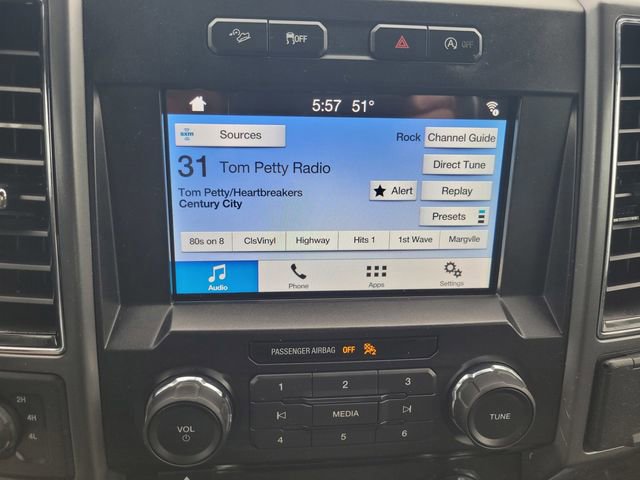 OFF OFF
5:57 51°
sxm Sources Rock Channel Guide
31 Tom Petty Radio Direct Tune
Tom Petty/Heartbreakers Alert Replay
Century City
Presets
80s on 8 ClsVinyl Highway Hits 1 1st Wave Margvlle
Audio Phone Apps Settings
PASSENGER AIRBAG OFF
1 2 3
VOL MEDIA TUNE
4 5 6
2H
4H
4L